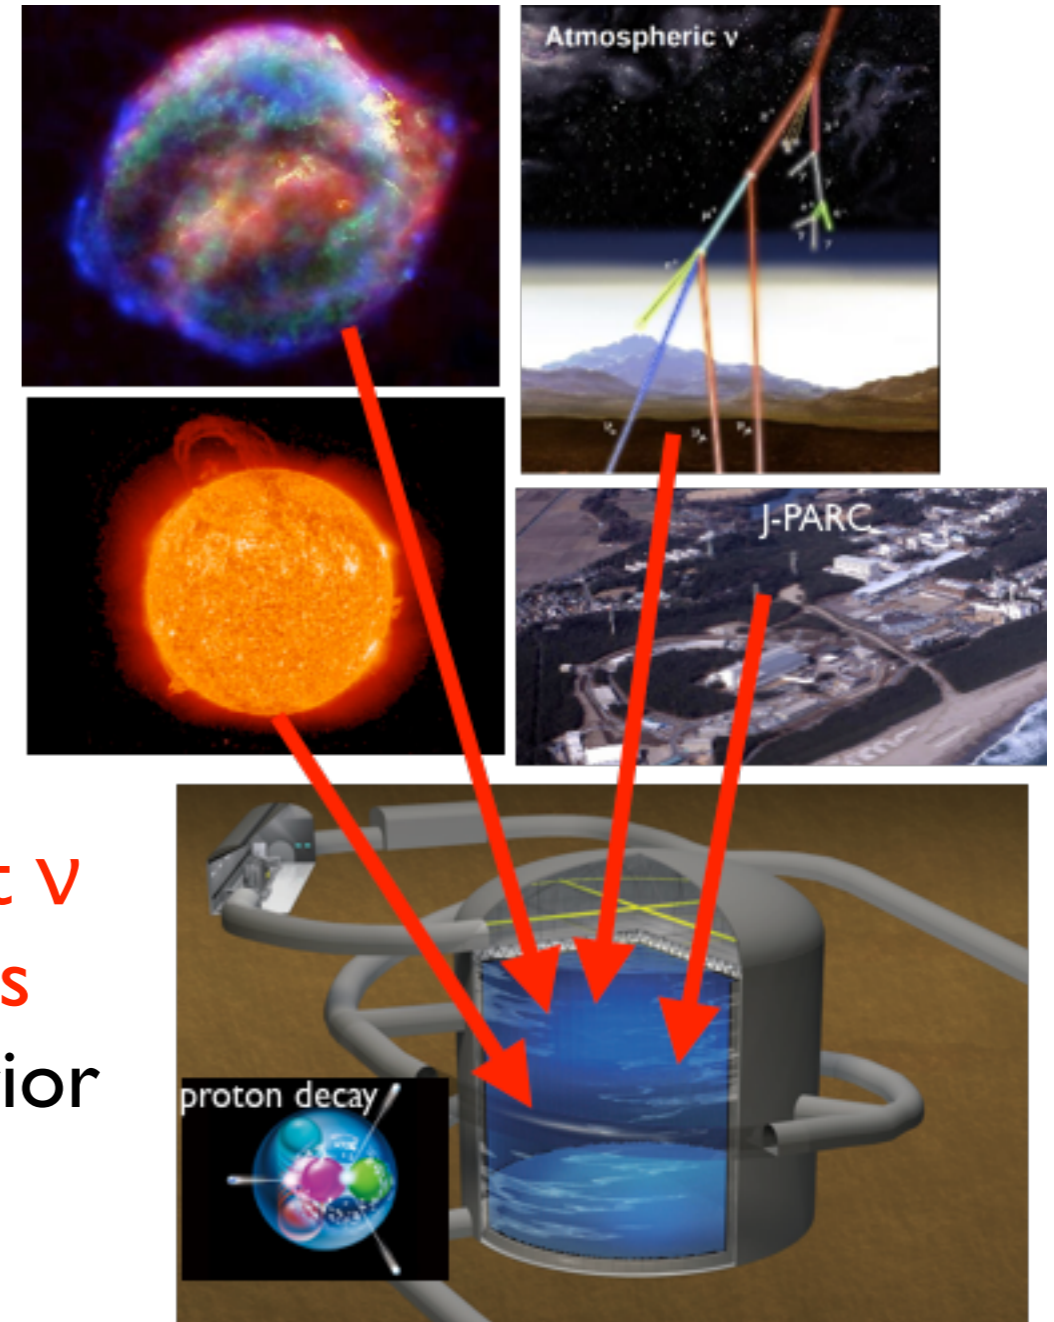 Atmospheric ν
J-PARC
t ν
s
ior
proton decay